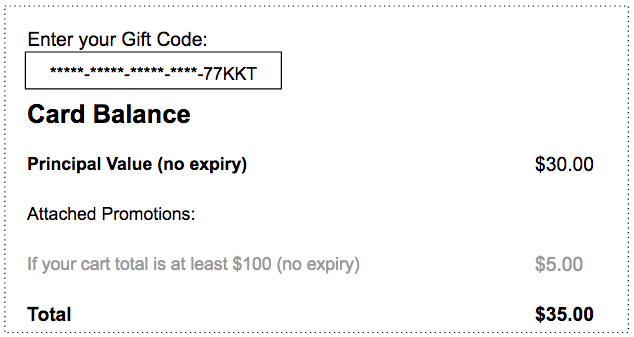 Enter your Gift Code:
*****-*****-*****-****-77KKT
Card Balance
Principal Value (no expiry) $30.00
Attached Promotions:
If your cart total is at least $100 (no expiry) $5.00
Total $35.00